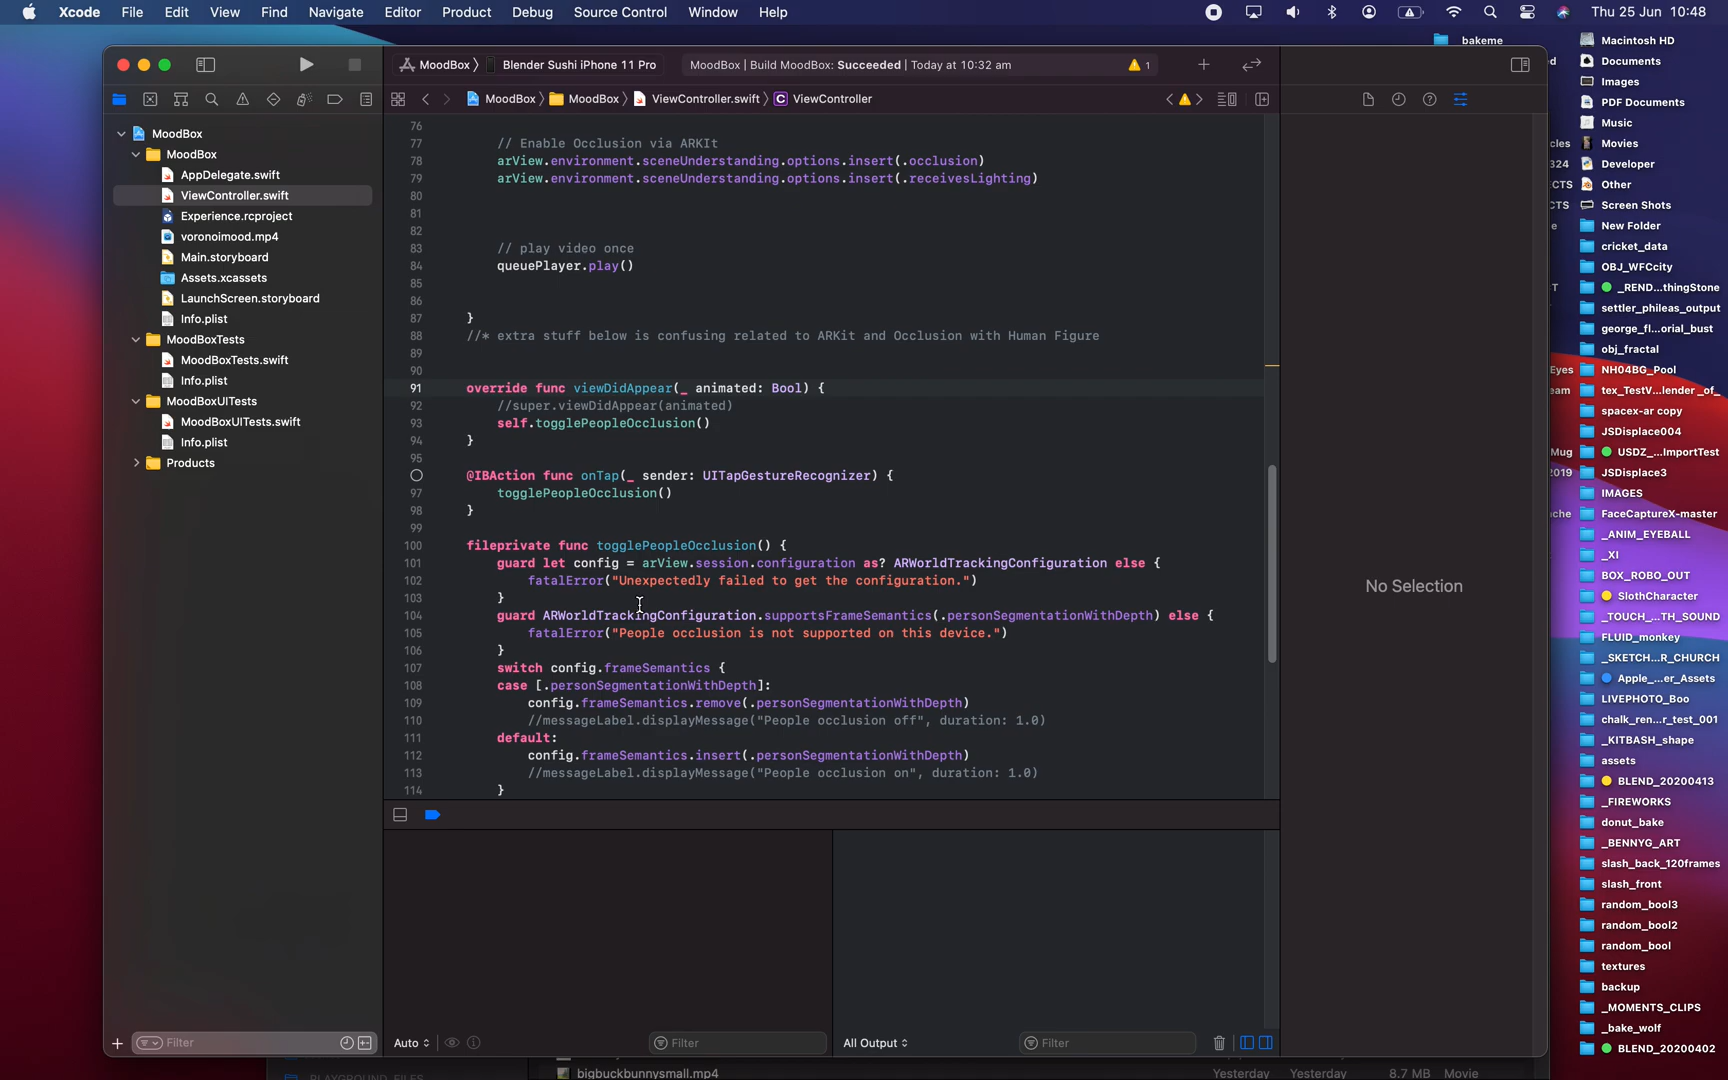 Xcode File Edit View Find Navigate Editor Product Debug Source Control Window Help Thu 25 Jun 10:48
MoodBox 〉 Blender Sushi iPhone 11 Pro MoodBox | Build MoodBox: Succeeded | Today at 10:32 am 1
MoodBox 〉 MoodBox 〉 ViewController.swift 〉 C ViewController
MoodBox
MoodBox
AppDelegate.swift
ViewController.swift
Experience.rcproject
voronoimood.mp4
Main.storyboard
Assets.xcassets
LaunchScreen.storyboard
Info.plist
MoodBoxTests
MoodBoxTests.swift
Info.plist
MoodBoxUITests
MoodBoxUITests.swift
Info.plist
Products
Filter
76
77 // Enable Occlusion via ARKIt
78 arView.environment.sceneUnderstanding.options.insert(.occlusion)
79 arView.environment.sceneUnderstanding.options.insert(.receivesLighting)
80
81
82
83 // play video once
84 queuePlayer.play()
85
86
87 }
88 //* extra stuff below is confusing related to ARKit and Occlusion with Human Figure
89
90
91 override func viewDidAppear(_ animated: Bool) {
92 //super.viewDidAppear(animated)
93 self.togglePeopleOcclusion()
94 }
95
@IBAction func onTap(_ sender: UITapGestureRecognizer) {
97 togglePeopleOcclusion()
98 }
99
100 fileprivate func togglePeopleOcclusion() {
101 guard let config = arView.session.configuration as? ARWorldTrackingConfiguration else {
102 fatalError("Unexpectedly failed to get the configuration.")
103 }
104 guard ARWorldTrackingConfiguration.supportsFrameSemantics(.personSegmentationWithDepth) else {
105 fatalError("People occlusion is not supported on this device.")
106 }
107 switch config.frameSemantics {
108 case [.personSegmentationWithDepth]:
109 config.frameSemantics.remove(.personSegmentationWithDepth)
110 //messageLabel.displayMessage("People occlusion off", duration: 1.0)
111 default:
112 config.frameSemantics.insert(.personSegmentationWithDepth)
113 //messageLabel.displayMessage("People occlusion on", duration: 1.0)
114 }
Auto Filter All Output Filter
No Selection
bakeme
Macintosh HD
Documents
Images
PDF Documents
Music
Movies
Developer
Other
Screen Shots
New Folder
cricket_data
OBJ_WFCcity
_REND...thingStone
settler_phileas_output
george_fl...orial_bust
obj_fractal
NH04BG_Pool
tex_TestV...lender_of_
spacex-ar copy
JSDisplace004
USDZ_...ImportTest
JSDisplace3
IMAGES
FaceCaptureX-master
_ANIM_EYEBALL
_XI
BOX_ROBO_OUT
SlothCharacter
_TOUCH_...TH_SOUND
FLUID_monkey
_SKETCH...R_CHURCH
Apple_...er_Assets
LIVEPHOTO_Boo
chalk_ren...r_test_001
_KITBASH_shape
assets
BLEND_20200413
_FIREWORKS
donut_bake
_BENNYG_ART
slash_back_120frames
slash_front
random_bool3
random_bool2
random_bool
textures
backup
_MOMENTS_CLIPS
_bake_wolf
BLEND_20200402
bigbuckbunnysmall.mp4 Yesterday Yesterday 8.7 MB Movie